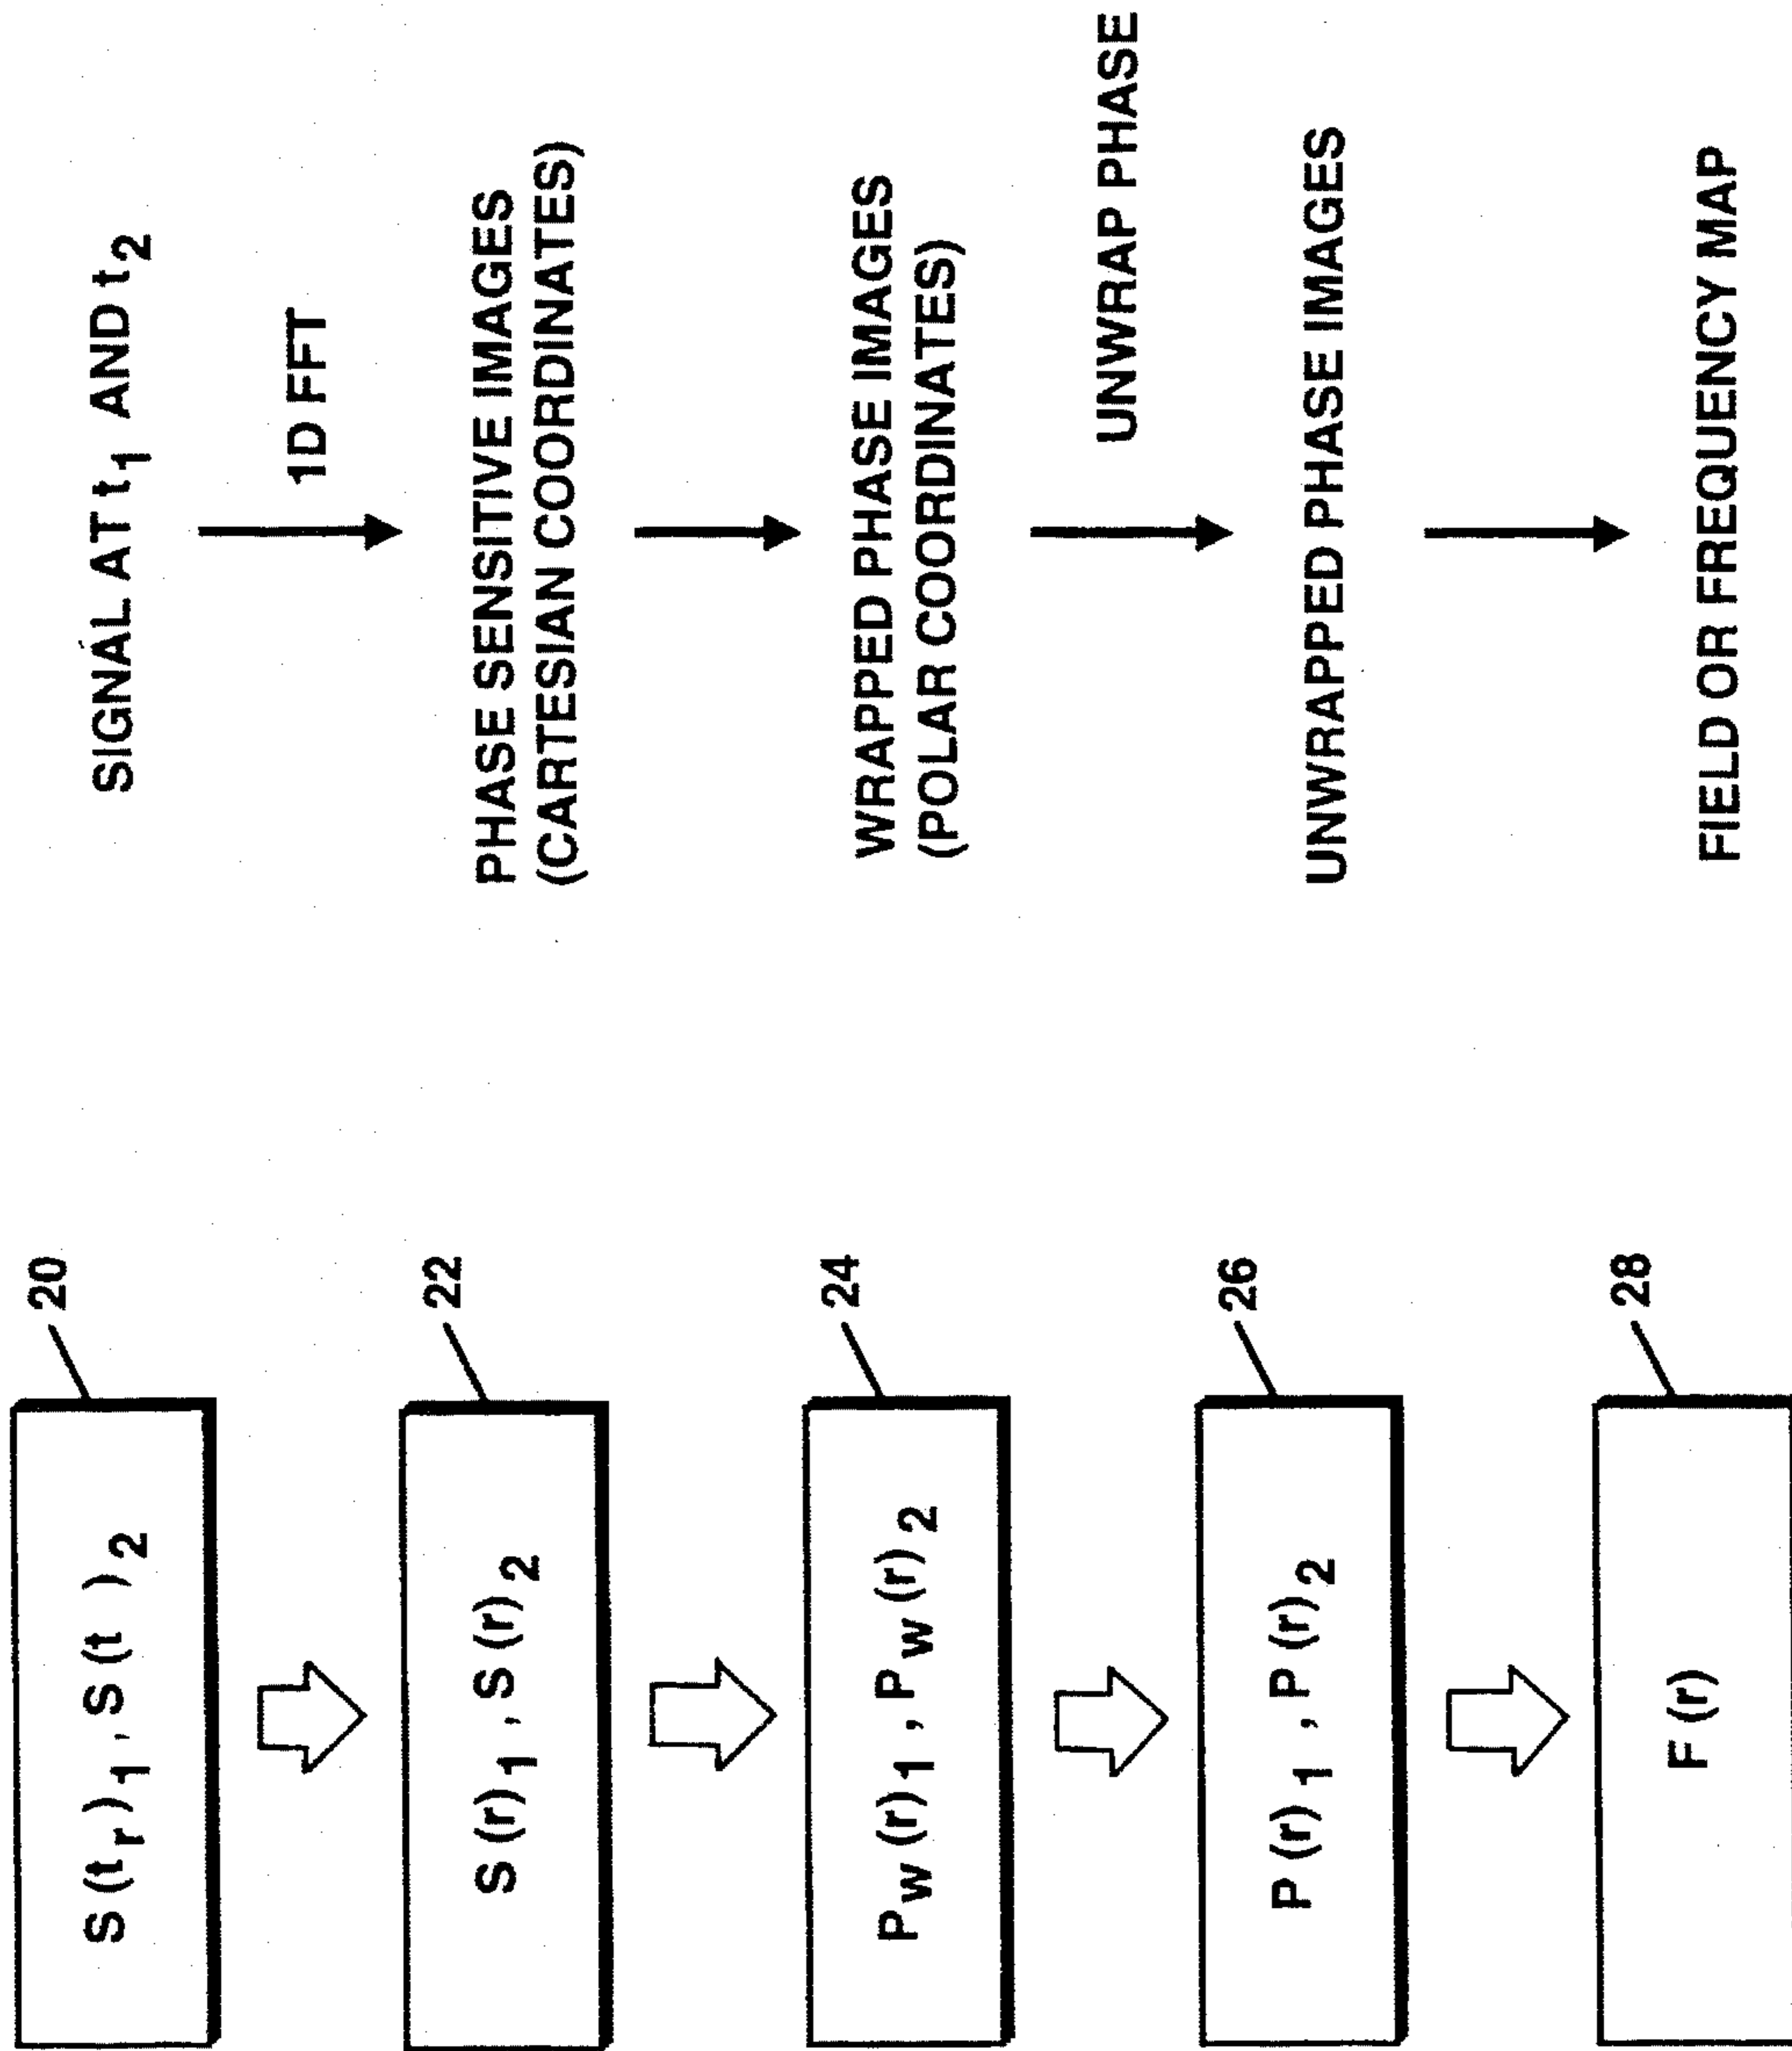 S (t_r)_1 , S (t )_2
20
S (r)_1 , S (r)_2
22
P_w (r)_1 , P_w (r)_2
24
P (r)_1 , P (r)_2
26
F (r)
28
SIGNAL AT t_1 AND t_2
1D FFT
PHASE SENSITIVE IMAGES
(CARTESIAN COORDINATES)
WRAPPED PHASE IMAGES
(POLAR COORDINATES)
UNWRAP PHASE
UNWRAPPED PHASE IMAGES
FIELD OR FREQUENCY MAP